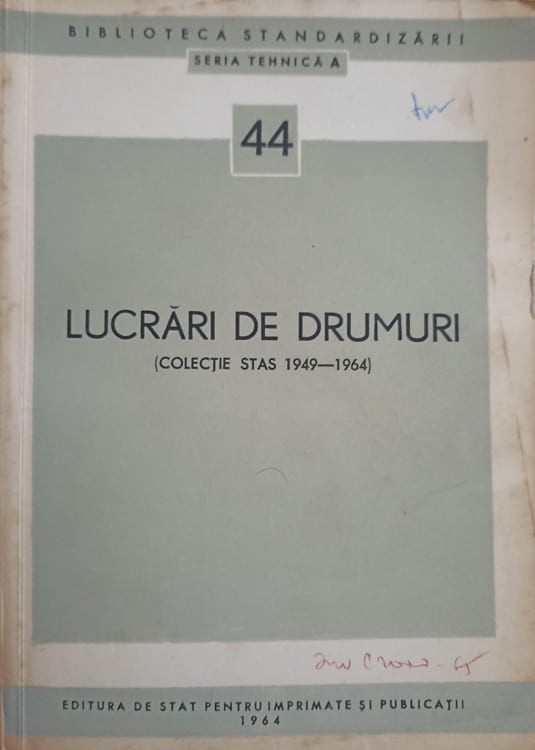 BIBLIOTECA STANDARDIZĂRII
SERIA TEHNICĂ A
44
LUCRĂRI DE DRUMURI
(COLECȚIE STAS 1949—1964)
EDITURA DE STAT PENTRU IMPRIMATE ȘI PUBLICAȚII
1964